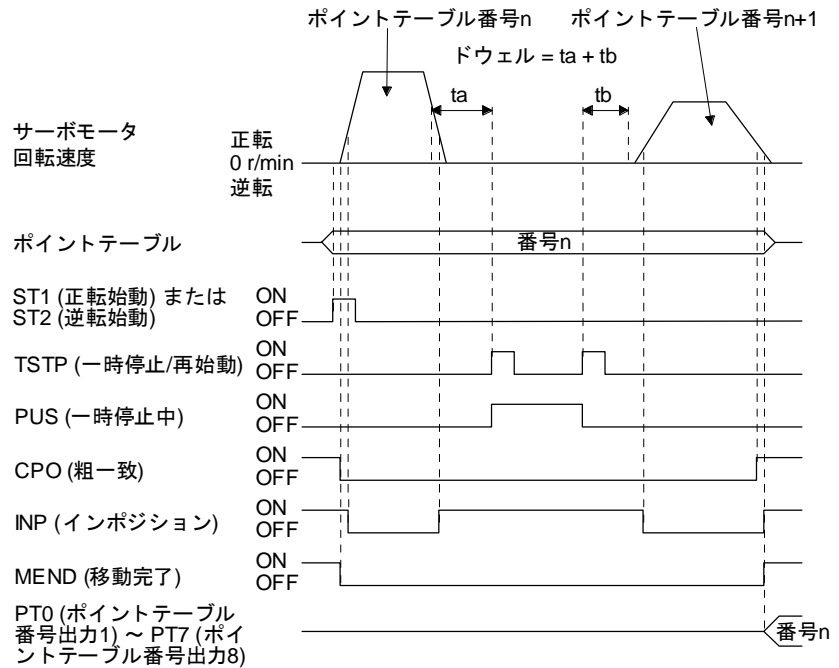 ポイントテーブル番号n
ポイントテーブル番号n+1
ドウェル = ta + tb
ta
tb
サーボモータ
回転速度
正転
0 r/min
逆転
ポイントテーブル
番号n
ST1 (正転始動) または
ST2 (逆転始動)
ON
OFF
TSTP (一時停止/再始動)
ON
OFF
PUS (一時停止中)
ON
OFF
CPO (粗一致)
ON
OFF
INP (インポジション)
ON
OFF
MEND (移動完了)
ON
OFF
PT0 (ポイントテーブル
番号出力1) ~ PT7 (ポイ
ントテーブル番号出力8)
番号n